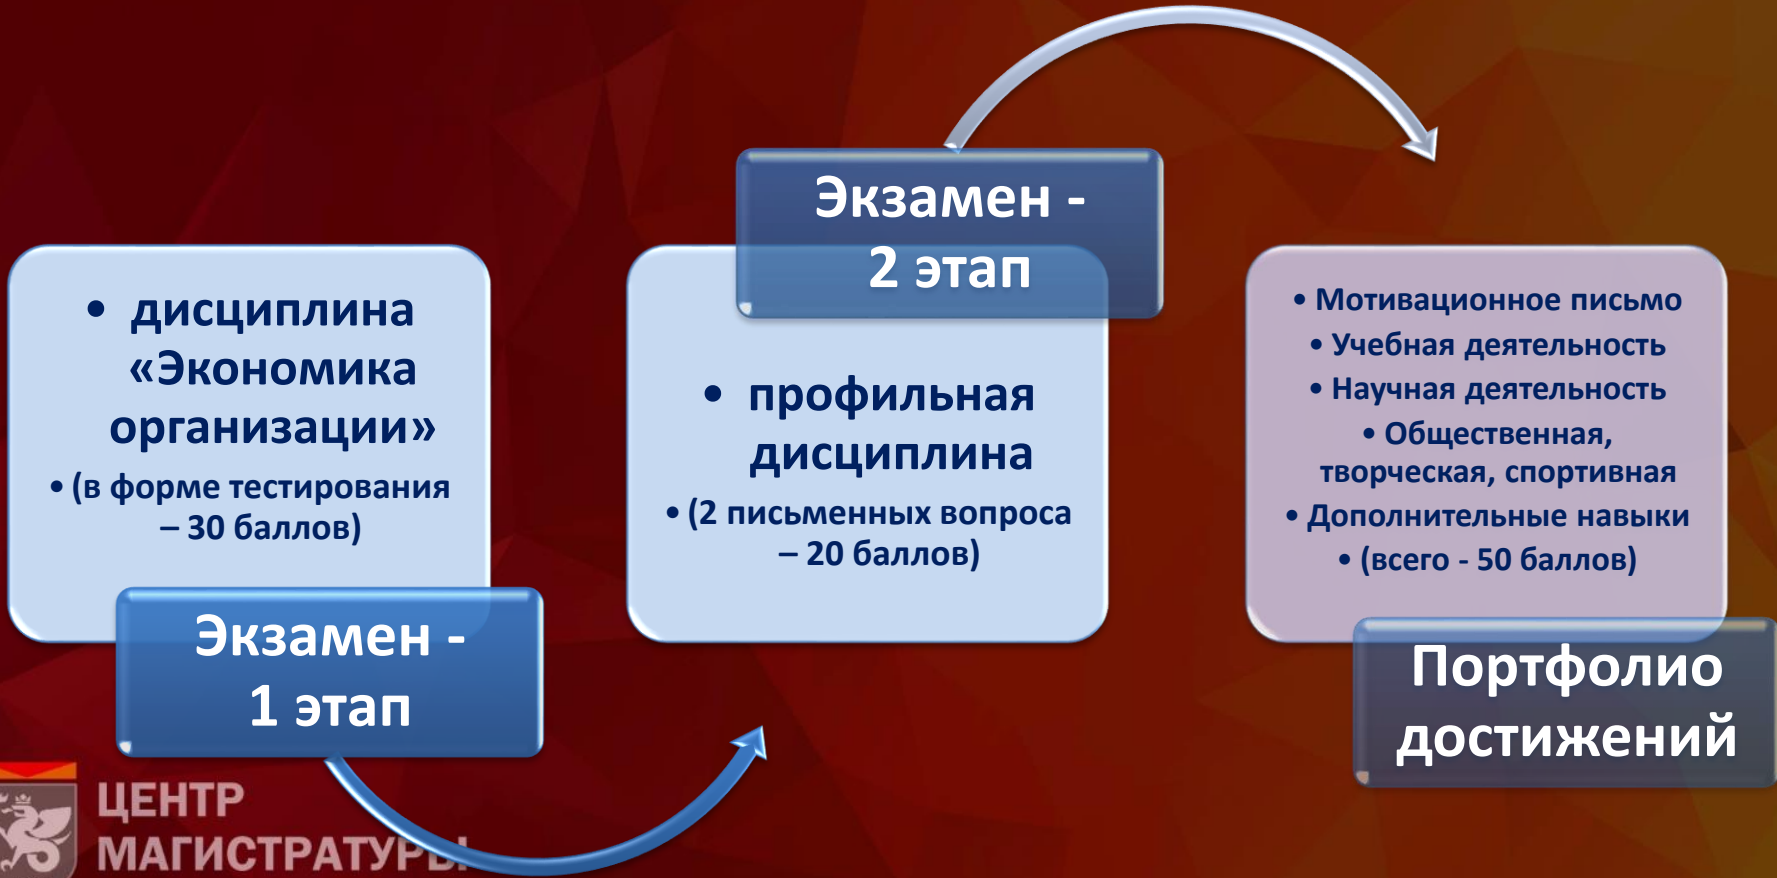 • дисциплина
«Экономика
организации»
• (в форме тестирования
– 30 баллов)
Экзамен -
1 этап
Экзамен -
2 этап
• профильная
дисциплина
• (2 письменных вопроса
– 20 баллов)
• Мотивационное письмо
• Учебная деятельность
• Научная деятельность
• Общественная,
творческая, спортивная
• Дополнительные навыки
• (всего - 50 баллов)
Портфолио
достижений
ЦЕНТР
МАГИСТРАТУРЫ